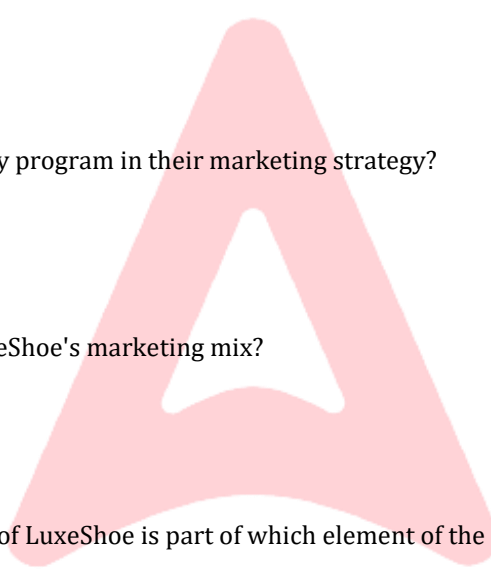 y program in their marketing strategy?
eShoe's marketing mix?
of LuxeShoe is part of which element of the